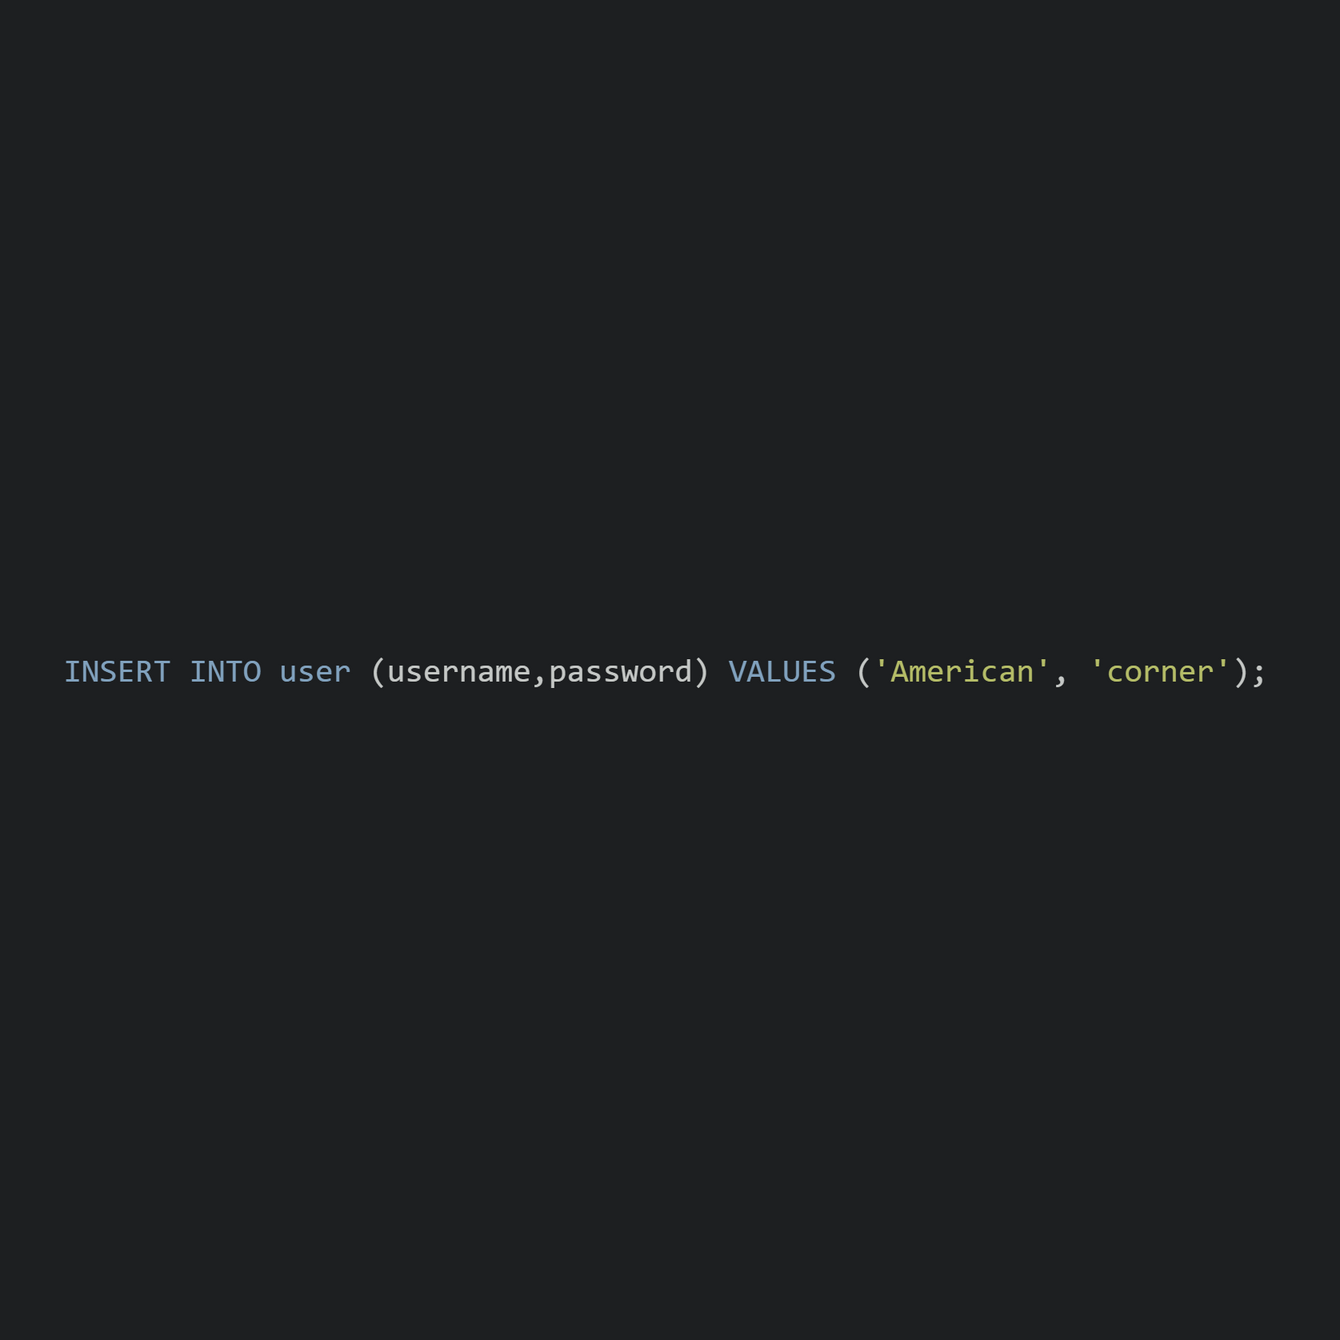 INSERT INTO user (username,password) VALUES ('American', 'corner');